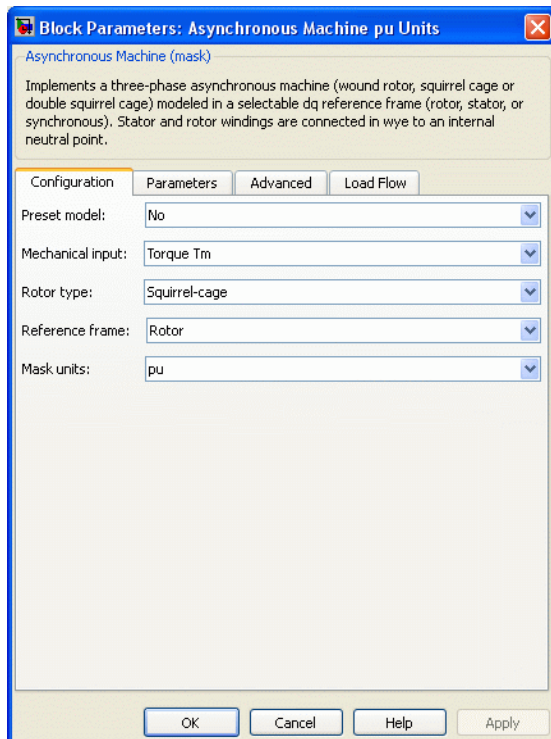 Block Parameters: Asynchronous Machine pu Units
Asynchronous Machine (mask)
Implements a three-phase asynchronous machine (wound rotor, squirrel cage or
double squirrel cage) modeled in a selectable dq reference frame (rotor, stator, or
synchronous). Stator and rotor windings are connected in wye to an internal
neutral point.
Configuration Parameters Advanced Load Flow
Preset model: No
Mechanical input: Torque Tm
Rotor type: Squirrel-cage
Reference frame: Rotor
Mask units: pu
OK Cancel Help Apply